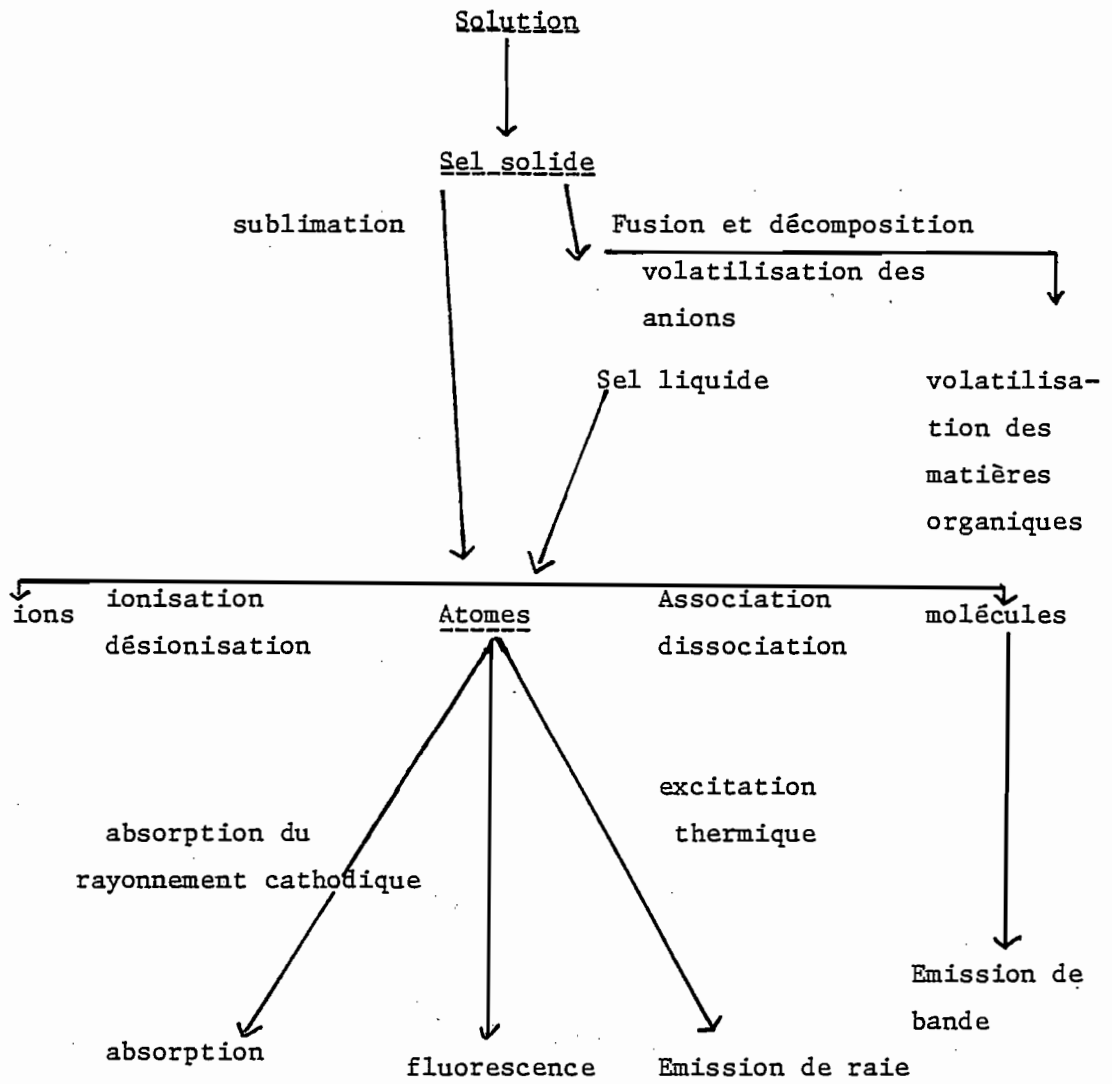 Solution
Sel solide
sublimation
Fusion et décomposition
volatilisation des
anions
Sel liquide
volatilisa-
tion des
matières
organiques
ions
ionisation
désionisation
Atomes
Association
dissociation
molécules
excitation
thermique
absorption du
rayonnement cathodique
Emission de
bande
absorption
fluorescence
Emission de raie